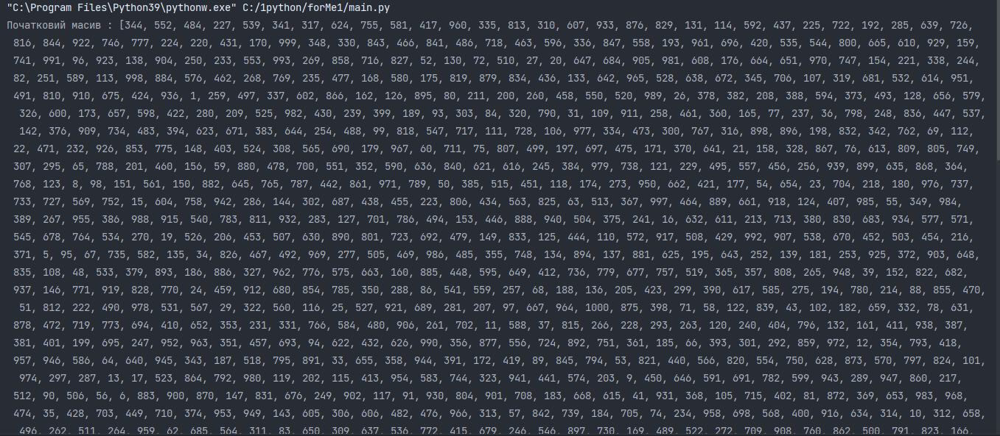 "C:\Program Files\Python39\pythonw.exe" C:/1python/forMe1/main.py
Початковий масив : [344, 552, 484, 227, 539, 341, 317, 624, 755, 581, 417, 960, 335, 813, 310, 607, 933, 876, 829, 131, 114, 592, 437, 225, 722, 192, 285, 639, 726,
816, 844, 922, 746, 777, 224, 220, 431, 170, 999, 348, 330, 843, 466, 841, 486, 718, 463, 596, 336, 847, 558, 193, 961, 696, 420, 535, 544, 800, 665, 610, 929, 159,
741, 991, 96, 923, 138, 904, 250, 233, 553, 993, 269, 858, 716, 827, 52, 130, 72, 510, 27, 20, 647, 684, 905, 981, 608, 176, 664, 651, 970, 747, 154, 221, 338, 244,
82, 251, 589, 113, 998, 884, 576, 462, 268, 769, 235, 477, 168, 580, 175, 819, 879, 834, 436, 133, 642, 965, 528, 638, 672, 345, 706, 107, 319, 681, 532, 614, 951,
491, 810, 910, 675, 424, 936, 1, 259, 497, 337, 602, 866, 162, 126, 895, 80, 211, 200, 260, 458, 550, 520, 989, 26, 378, 382, 208, 388, 594, 373, 493, 128, 656, 579,
326, 600, 173, 657, 598, 422, 280, 209, 525, 982, 430, 239, 399, 189, 93, 303, 84, 320, 790, 31, 109, 911, 258, 461, 360, 165, 77, 237, 36, 798, 248, 836, 447, 537,
142, 376, 909, 734, 483, 394, 623, 671, 383, 644, 254, 488, 99, 818, 547, 717, 111, 728, 106, 977, 334, 473, 300, 767, 316, 898, 896, 198, 832, 342, 762, 69, 112,
22, 471, 232, 926, 853, 775, 148, 403, 524, 308, 565, 690, 179, 967, 60, 711, 75, 807, 499, 197, 697, 475, 171, 370, 641, 21, 158, 328, 867, 76, 613, 809, 805, 749,
307, 295, 65, 788, 201, 460, 156, 59, 880, 478, 700, 551, 352, 590, 636, 840, 621, 616, 245, 384, 979, 738, 121, 229, 495, 557, 456, 256, 939, 899, 635, 868, 364,
768, 123, 8, 98, 151, 561, 150, 882, 645, 765, 787, 442, 861, 971, 789, 50, 385, 515, 451, 118, 174, 273, 950, 662, 421, 177, 54, 654, 23, 704, 218, 180, 976, 737,
733, 727, 569, 752, 15, 604, 758, 942, 286, 144, 302, 687, 438, 455, 223, 806, 434, 563, 825, 63, 513, 367, 997, 464, 889, 661, 918, 124, 407, 985, 55, 349, 984,
389, 267, 955, 386, 988, 915, 540, 783, 811, 932, 283, 127, 701, 786, 494, 153, 446, 888, 940, 504, 375, 241, 16, 632, 611, 213, 713, 380, 830, 683, 934, 577, 571,
545, 678, 764, 534, 270, 19, 526, 206, 453, 507, 630, 890, 801, 723, 692, 479, 149, 833, 125, 444, 110, 572, 917, 508, 429, 992, 907, 538, 670, 452, 503, 454, 216,
371, 5, 95, 67, 735, 582, 135, 34, 826, 467, 492, 969, 277, 505, 469, 986, 485, 355, 748, 134, 894, 137, 881, 625, 195, 643, 252, 139, 181, 253, 925, 372, 903, 648,
835, 108, 48, 533, 379, 893, 186, 886, 327, 962, 776, 575, 663, 160, 885, 448, 595, 649, 412, 736, 779, 677, 757, 519, 365, 357, 808, 265, 948, 39, 152, 822, 682,
937, 146, 771, 919, 828, 770, 24, 459, 912, 680, 854, 785, 350, 288, 86, 541, 559, 257, 68, 188, 136, 205, 423, 299, 390, 617, 585, 275, 194, 780, 214, 88, 855, 470,
51, 812, 222, 490, 978, 531, 567, 29, 322, 560, 116, 25, 527, 921, 689, 281, 207, 97, 667, 964, 1000, 875, 398, 71, 58, 122, 839, 43, 102, 182, 659, 332, 78, 631,
878, 472, 719, 773, 694, 410, 652, 353, 231, 331, 766, 584, 480, 906, 261, 702, 11, 588, 37, 815, 266, 228, 293, 263, 120, 240, 404, 796, 132, 161, 411, 938, 387,
381, 401, 199, 695, 247, 952, 963, 351, 457, 693, 94, 622, 432, 626, 990, 356, 877, 556, 724, 892, 751, 361, 185, 66, 393, 301, 292, 859, 972, 12, 354, 793, 418,
957, 946, 586, 64, 640, 945, 343, 187, 518, 795, 891, 33, 655, 358, 944, 391, 172, 419, 89, 845, 794, 53, 821, 440, 566, 820, 554, 750, 628, 873, 570, 797, 824, 101,
974, 297, 287, 13, 17, 523, 864, 792, 980, 119, 202, 115, 413, 954, 583, 744, 323, 941, 441, 574, 203, 9, 450, 646, 591, 691, 782, 599, 943, 289, 947, 860, 217,
512, 90, 506, 56, 6, 883, 900, 870, 147, 831, 676, 249, 902, 117, 91, 930, 804, 901, 708, 183, 668, 615, 41, 931, 368, 105, 715, 402, 81, 872, 369, 653, 983, 968,
474, 35, 428, 703, 449, 710, 374, 953, 949, 143, 605, 306, 606, 482, 476, 966, 313, 57, 842, 739, 184, 705, 74, 234, 958, 698, 568, 400, 916, 634, 314, 10, 312, 658,
496, 262, 511, 264, 959, 62, 685, 564, 311, 83, 650, 309, 637, 536, 772, 415, 679, 246, 546, 897, 730, 169, 489, 522, 272, 709, 908, 760, 862, 500, 791, 823, 166,